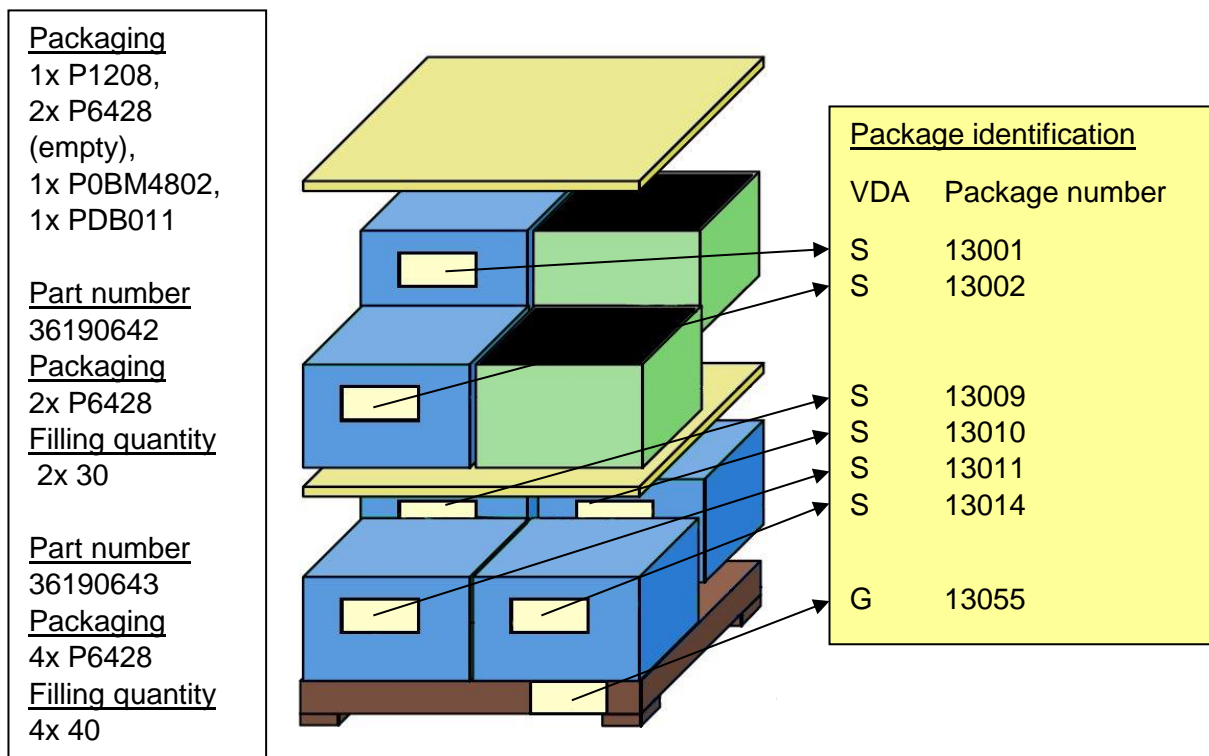 Packaging
1x P1208,
2x P6428
(empty),
1x P0BM4802,
1x PDB011
Part number
36190642
Packaging
2x P6428
Filling quantity
2x 30
Part number
36190643
Packaging
4x P6428
Filling quantity
4x 40
Package identification
VDA Package number
S 13001
S 13002
S 13009
S 13010
S 13011
S 13014
G 13055